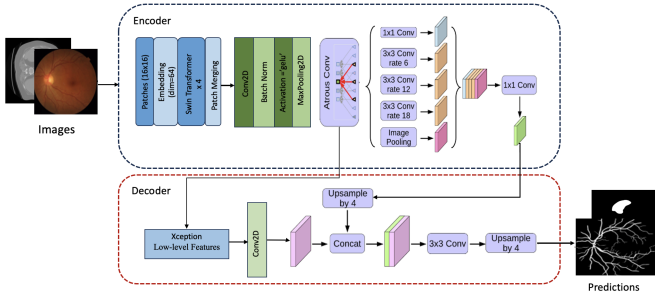 Encoder
Images
Patches (16x16)
Embedding
(dim=64)
Swin Transformer
x 4
Patch Merging
Conv2D
Batch Norm
Activation ='gelu'
MaxPooling2D
Atrous Conv
1x1 Conv
3x3 Conv
rate 6
3x3 Conv
rate 12
3x3 Conv
rate 18
Image
Pooling
1x1 Conv
Decoder
Xception
Low-level Features
Conv2D
Upsample
by 4
Concat
3x3 Conv
Upsample
by 4
Predictions